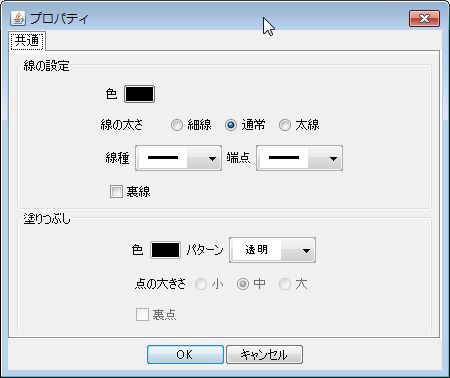 プロパティ
共通
線の設定
色
線の太さ 細線 通常 太線
線種 端点
裏線
塗りつぶし
色 パターン 透明
点の大きさ 小 中 大
裏点
OK キャンセル